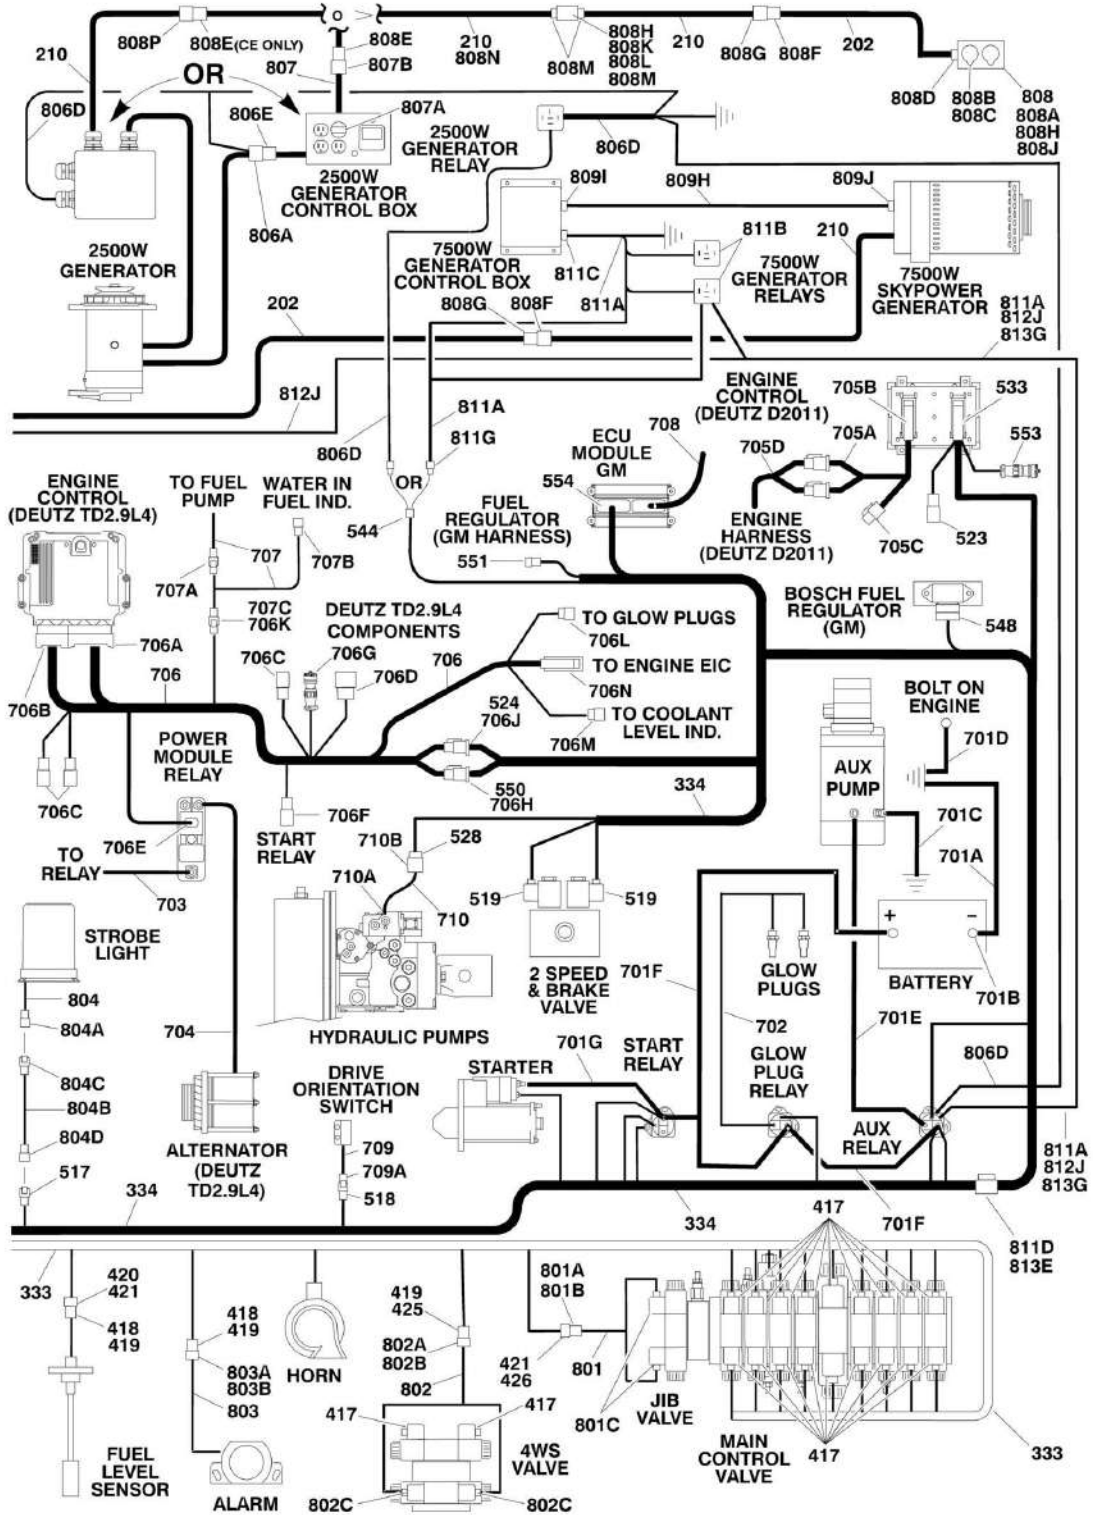 808P
808E(CE ONLY)
808E
807B
210
808N
808M
808H
808K
808L
808M
210
808G
808F
202
808D
808B
808C
808
808A
808H
808J
210
807
OR
806D
806E
807A
2500W
GENERATOR
RELAY
806D
2500W
GENERATOR
CONTROL BOX
806A
809I
809H
809J
210
2500W
GENERATOR
7500W
GENERATOR
CONTROL BOX
811C
811A
811B
7500W
GENERATOR
RELAYS
7500W
SKYPOWER
GENERATOR
811A
812J
813G
202
808G
808F
812J
806D
811A
811G
OR
544
ENGINE
CONTROL
(DEUTZ D2011)
705B
533
553
708
ECU
MODULE
GM
554
705D
705A
705C
523
ENGINE
HARNESS
(DEUTZ D2011)
ENGINE
CONTROL
(DEUTZ TD2.9L4)
TO FUEL
PUMP
WATER IN
FUEL IND.
FUEL
REGULATOR
(GM HARNESS)
551
707
707B
707A
707C
706K
BOSCH FUEL
REGULATOR
(GM)
548
DEUTZ TD2.9L4
COMPONENTS
TO GLOW PLUGS
706L
706A
706
706B
706C
706G
706D
706
TO ENGINE EIC
706N
524
706J
TO COOLANT
LEVEL IND.
706M
BOLT ON
ENGINE
701D
POWER
MODULE
RELAY
706C
706E
706F
START
RELAY
550
706H
334
AUX
PUMP
701C
701A
TO
RELAY
703
710B
528
710A
710
519
519
STROBE
LIGHT
2 SPEED
& BRAKE
VALVE
701F
GLOW
PLUGS
+
–
BATTERY
701B
804
804A
704
HYDRAULIC PUMPS
702
701E
806D
804C
804B
804D
517
DRIVE
ORIENTATION
SWITCH
STARTER
701G
START
RELAY
GLOW
PLUG
RELAY
AUX
RELAY
ALTERNATOR
(DEUTZ
TD2.9L4)
709
709A
518
811A
812J
813G
334
334
701F
417
811D
813E
333
420
421
418
419
418
419
803A
803B
803
HORN
419
425
802A
802B
802
801A
801B
421
426
801
801C
JIB
VALVE
417
417
4WS
VALVE
MAIN
CONTROL
VALVE
417
333
FUEL
LEVEL
SENSOR
ALARM
802C
802C